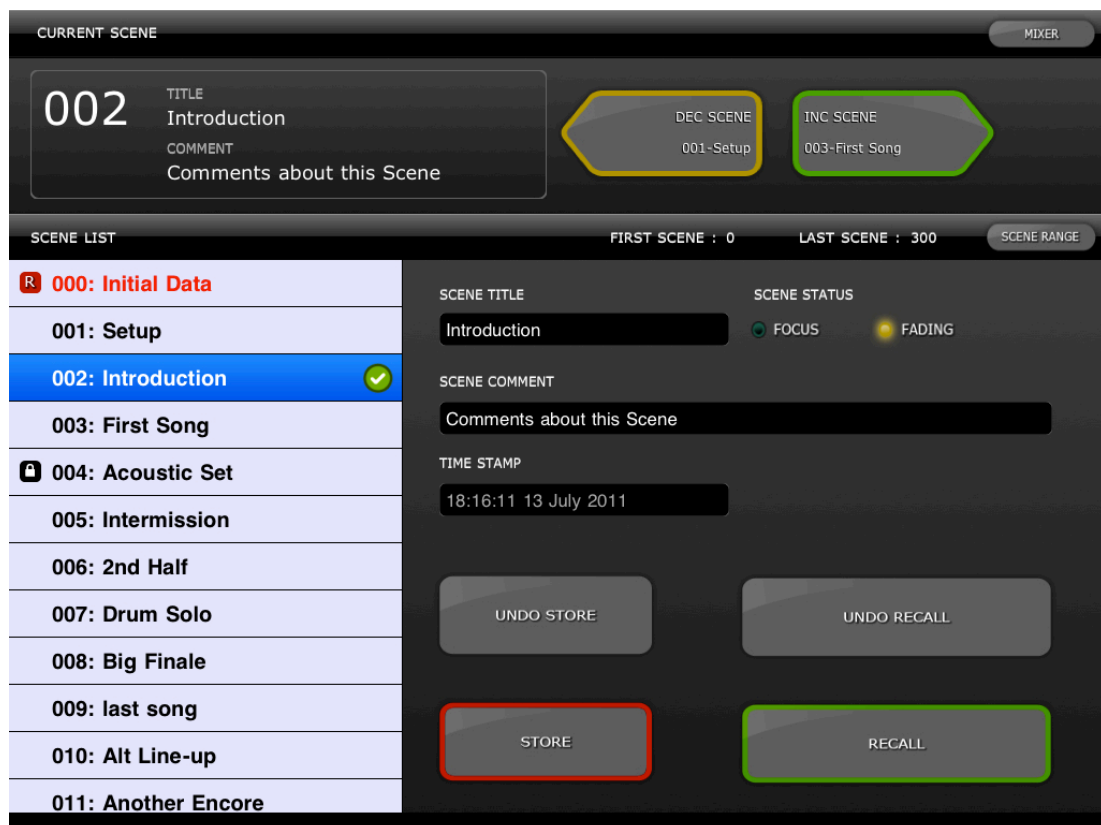 CURRENT SCENE
MIXER
002
TITLE
Introduction
COMMENT
Comments about this Scene
DEC SCENE
001-Setup
INC SCENE
003-First Song
SCENE LIST
FIRST SCENE : 0
LAST SCENE : 300
SCENE RANGE
R 000: Initial Data
001: Setup
002: Introduction
003: First Song
004: Acoustic Set
005: Intermission
006: 2nd Half
007: Drum Solo
008: Big Finale
009: last song
010: Alt Line-up
011: Another Encore
SCENE TITLE
Introduction
SCENE STATUS
FOCUS
FADING
SCENE COMMENT
Comments about this Scene
TIME STAMP
18:16:11 13 July 2011
UNDO STORE
UNDO RECALL
STORE
RECALL